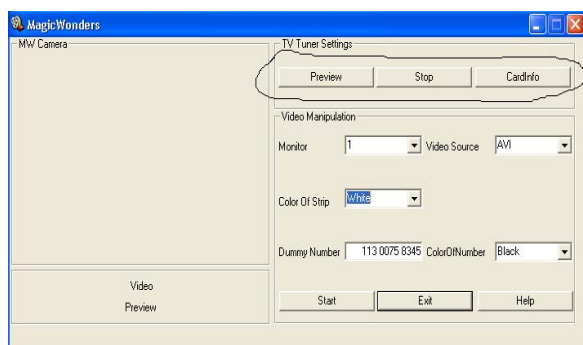 MagicWonders
MW Camera
TV Tuner Settings
Preview Stop CardInfo
Video Manipulation
Monitor 1 Video Source AVI
Color Of Strip White
Dummy Number 113 0075 8345 ColorOfNumber Black
Start Exit Help
Video
Preview